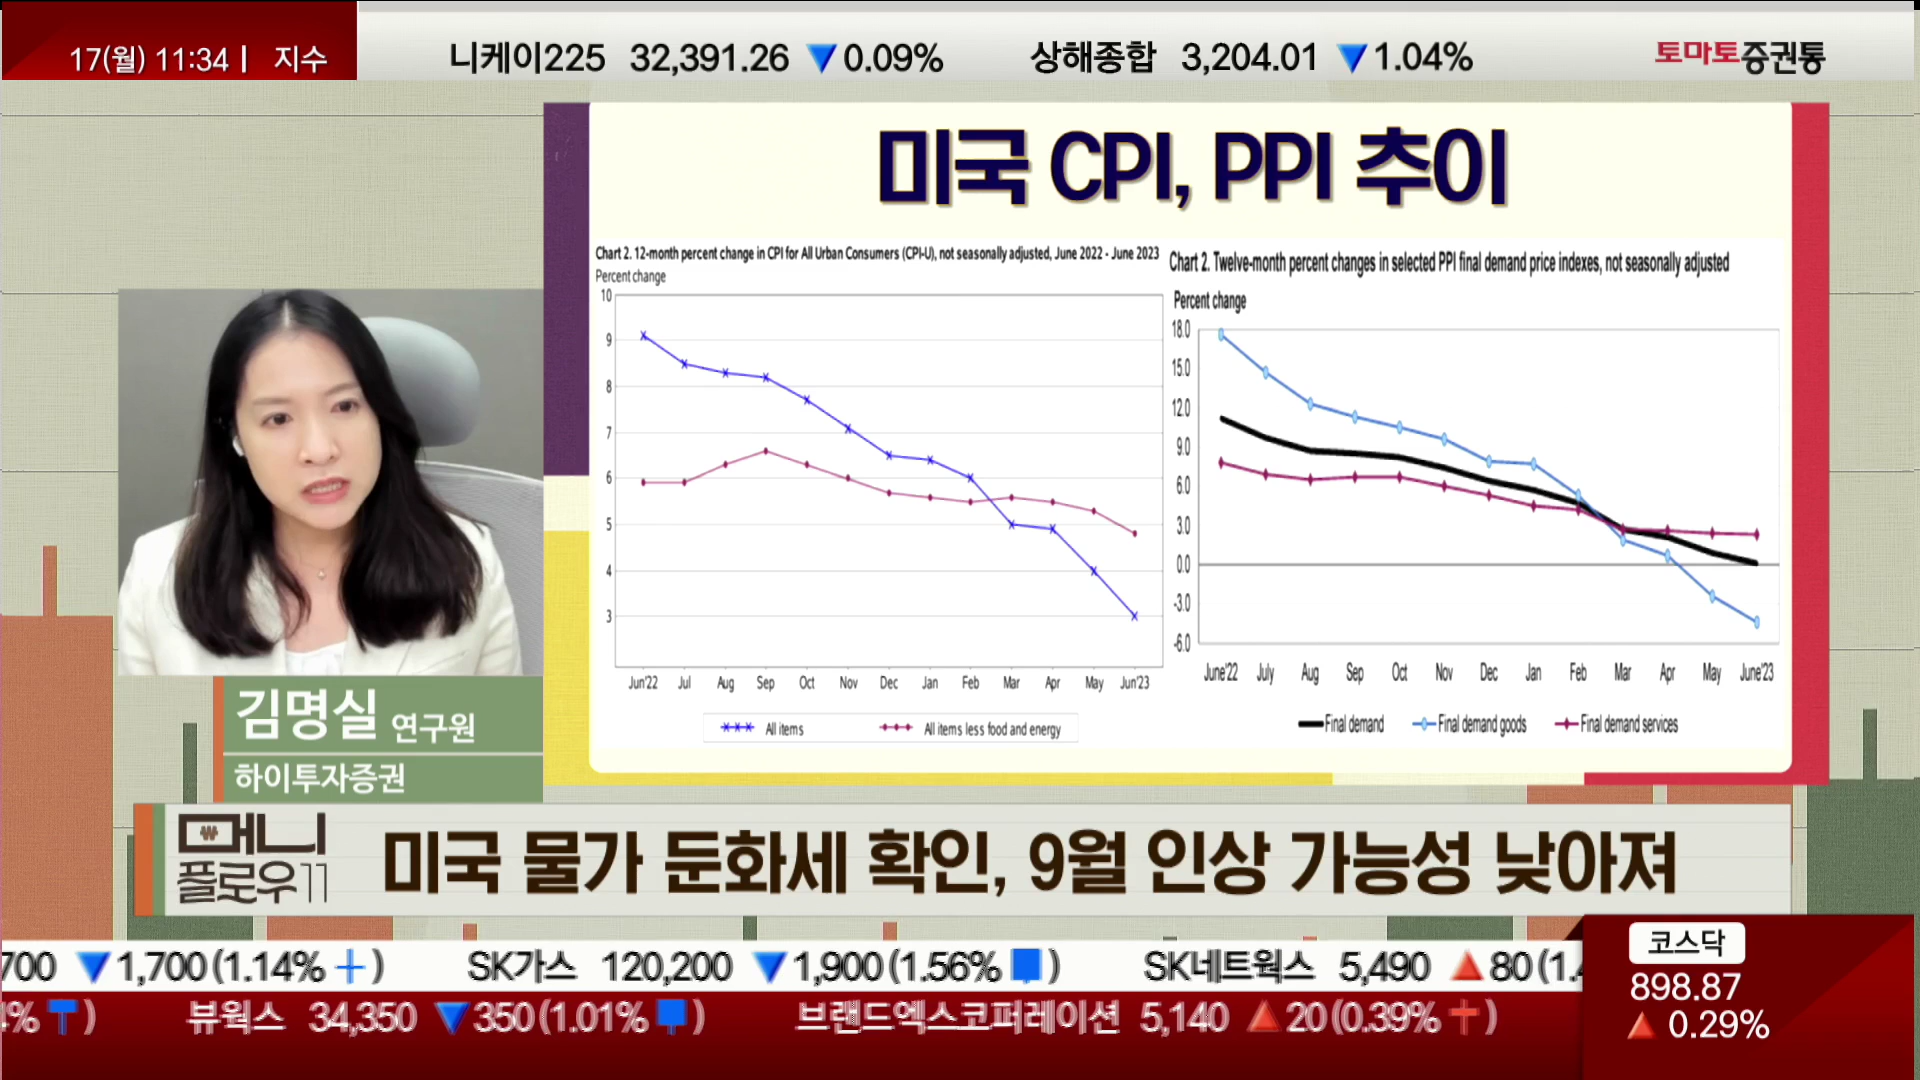 17(월) 11:34 | 지수
니케이225 32,391.26 ▼0.09% 상해종합 3,204.01 ▼1.04%
토마토증권통
미국 CPI, PPI 추이
Chart 2. 12-month percent change in CPI for All Urban Consumers (CPI-U), not seasonally adjusted, June 2022 - June 2023
Percent change
10
9
8
7
6
5
4
3
Jun'22 Jul Aug Sep Oct Nov Dec Jan Feb Mar Apr May Jun'23
All items All items less food and energy
Chart 2. Twelve-month percent changes in selected PPI final demand price indexes, not seasonally adjusted
Percent change
18.0
15.0
12.0
9.0
6.0
3.0
0.0
-3.0
-6.0
June'22 July Aug Sep Oct Nov Dec Jan Feb Mar Apr May June'23
Final demand Final demand goods Final demand services
김명실 연구원
하이투자증권
머니
플로우11
미국 물가 둔화세 확인, 9월 인상 가능성 낮아져
700 ▼1,700(1.14% ) SK가스 120,200 ▼1,900(1.56% ) SK네트웍스 5,490 ▲80(1.4
4% ) 뷰웍스 34,350 ▼350(1.01% ) 브랜드엑스코퍼레이션 5,140 ▲20(0.39% )
코스닥
898.87
▲ 0.29%